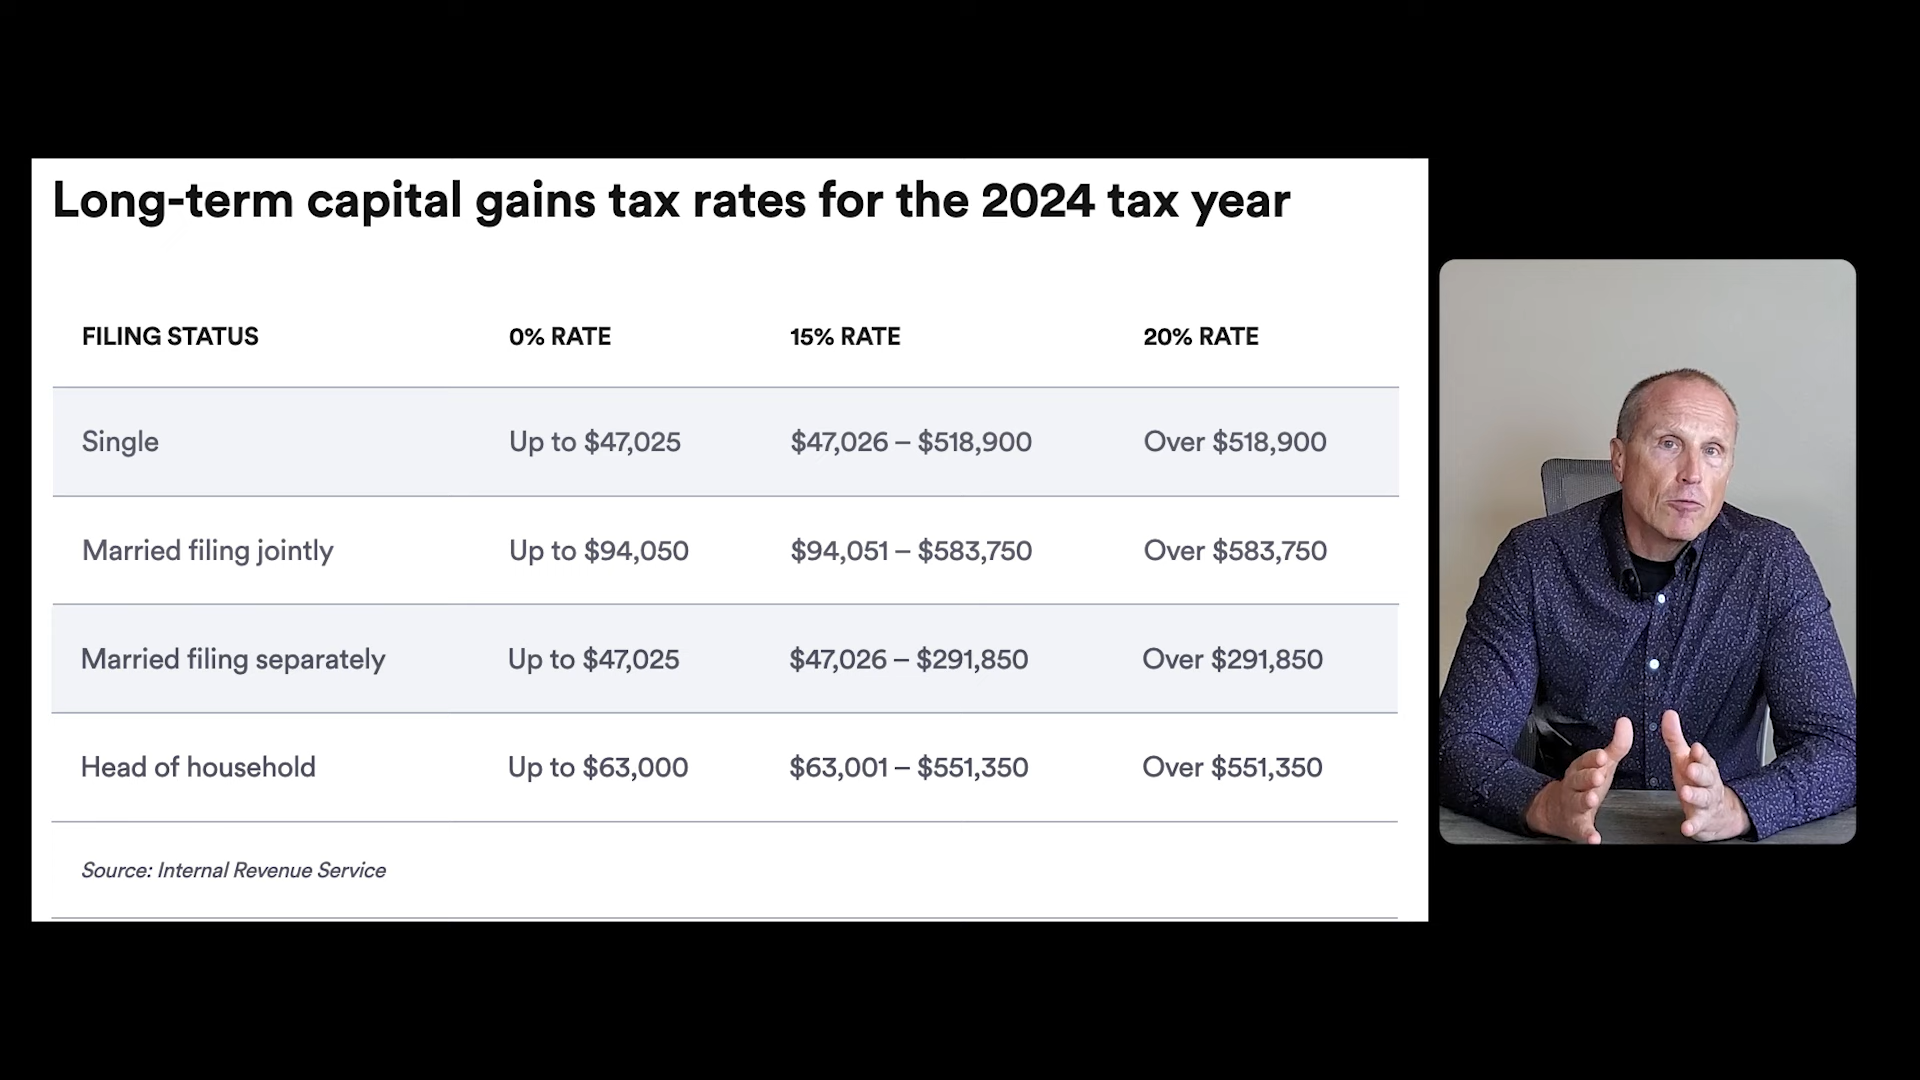 Long-term capital gains tax rates for the 2024 tax year
FILING STATUS 0% RATE 15% RATE 20% RATE
Single Up to $47,025 $47,026 – $518,900 Over $518,900
Married filing jointly Up to $94,050 $94,051 – $583,750 Over $583,750
Married filing separately Up to $47,025 $47,026 – $291,850 Over $291,850
Head of household Up to $63,000 $63,001 – $551,350 Over $551,350
Source: Internal Revenue Service